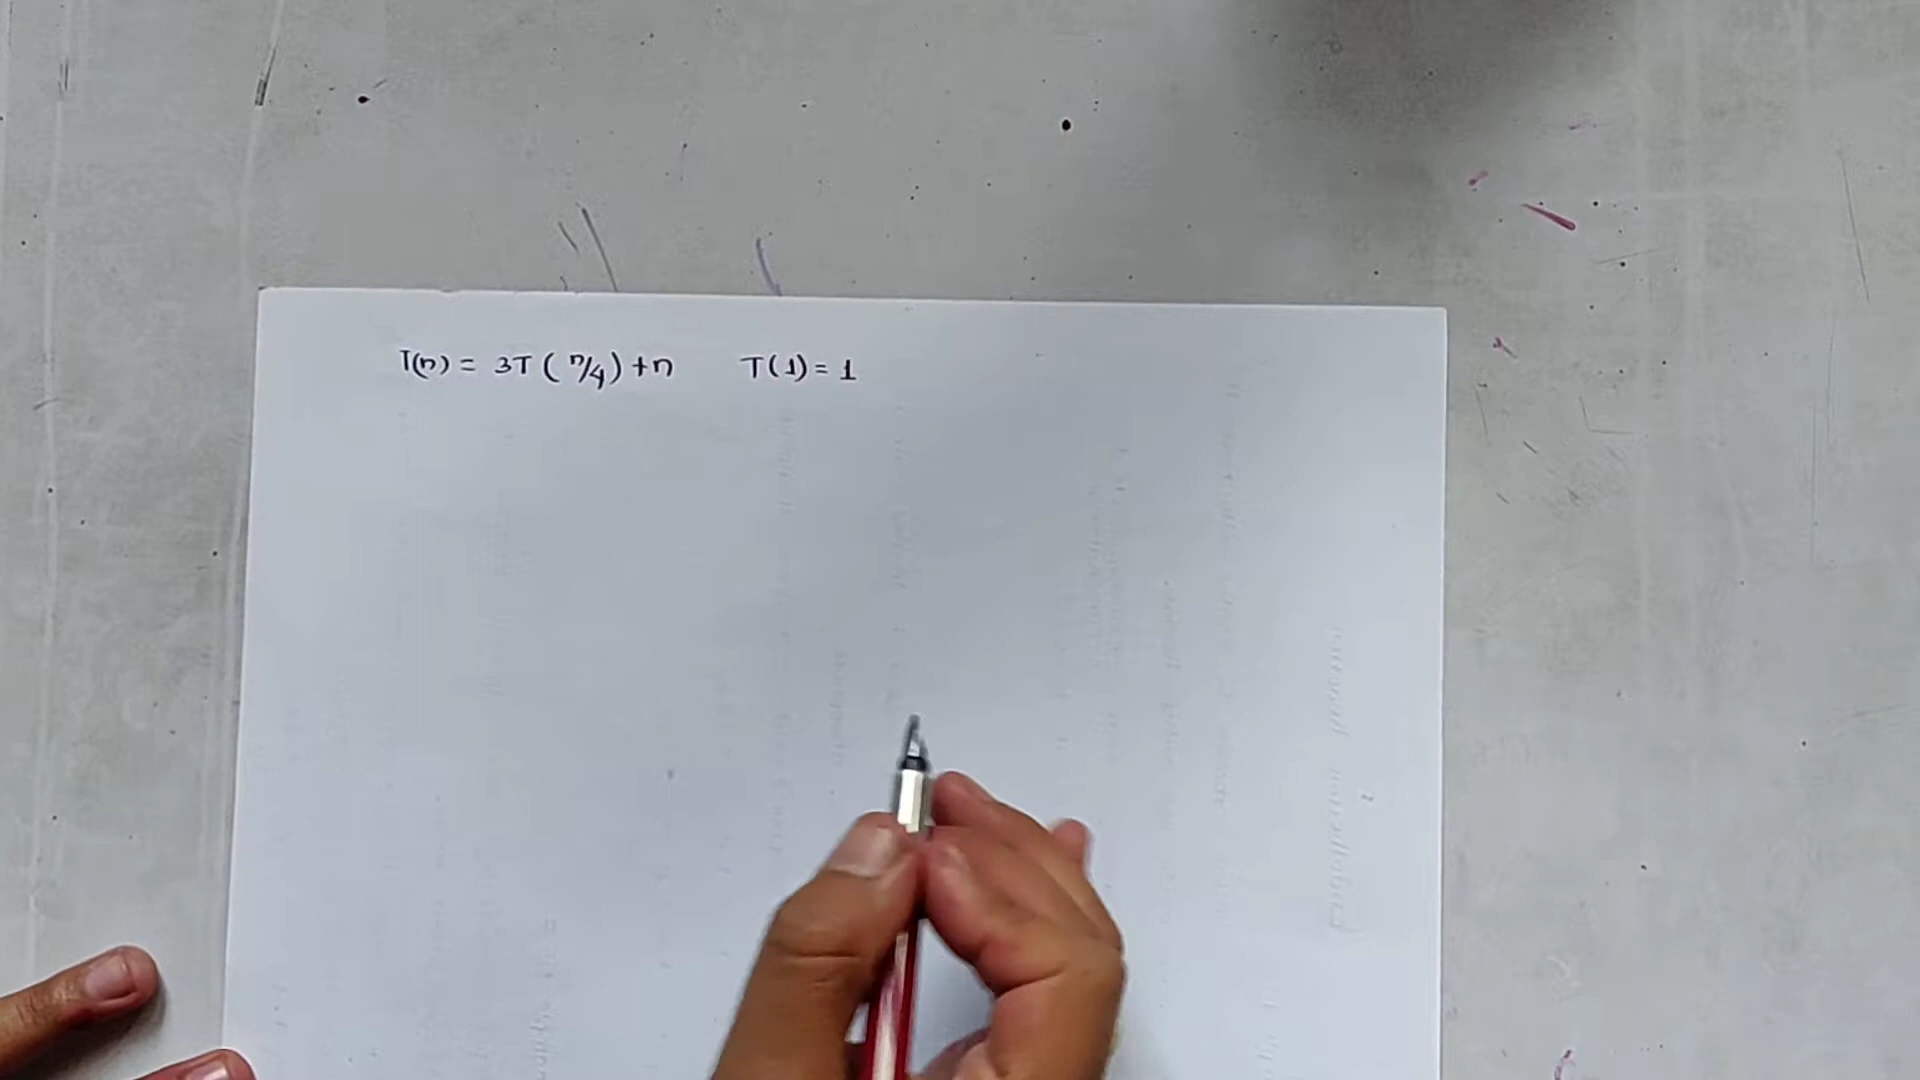 T(n) = 3T(n/4)+n T(1) = 1